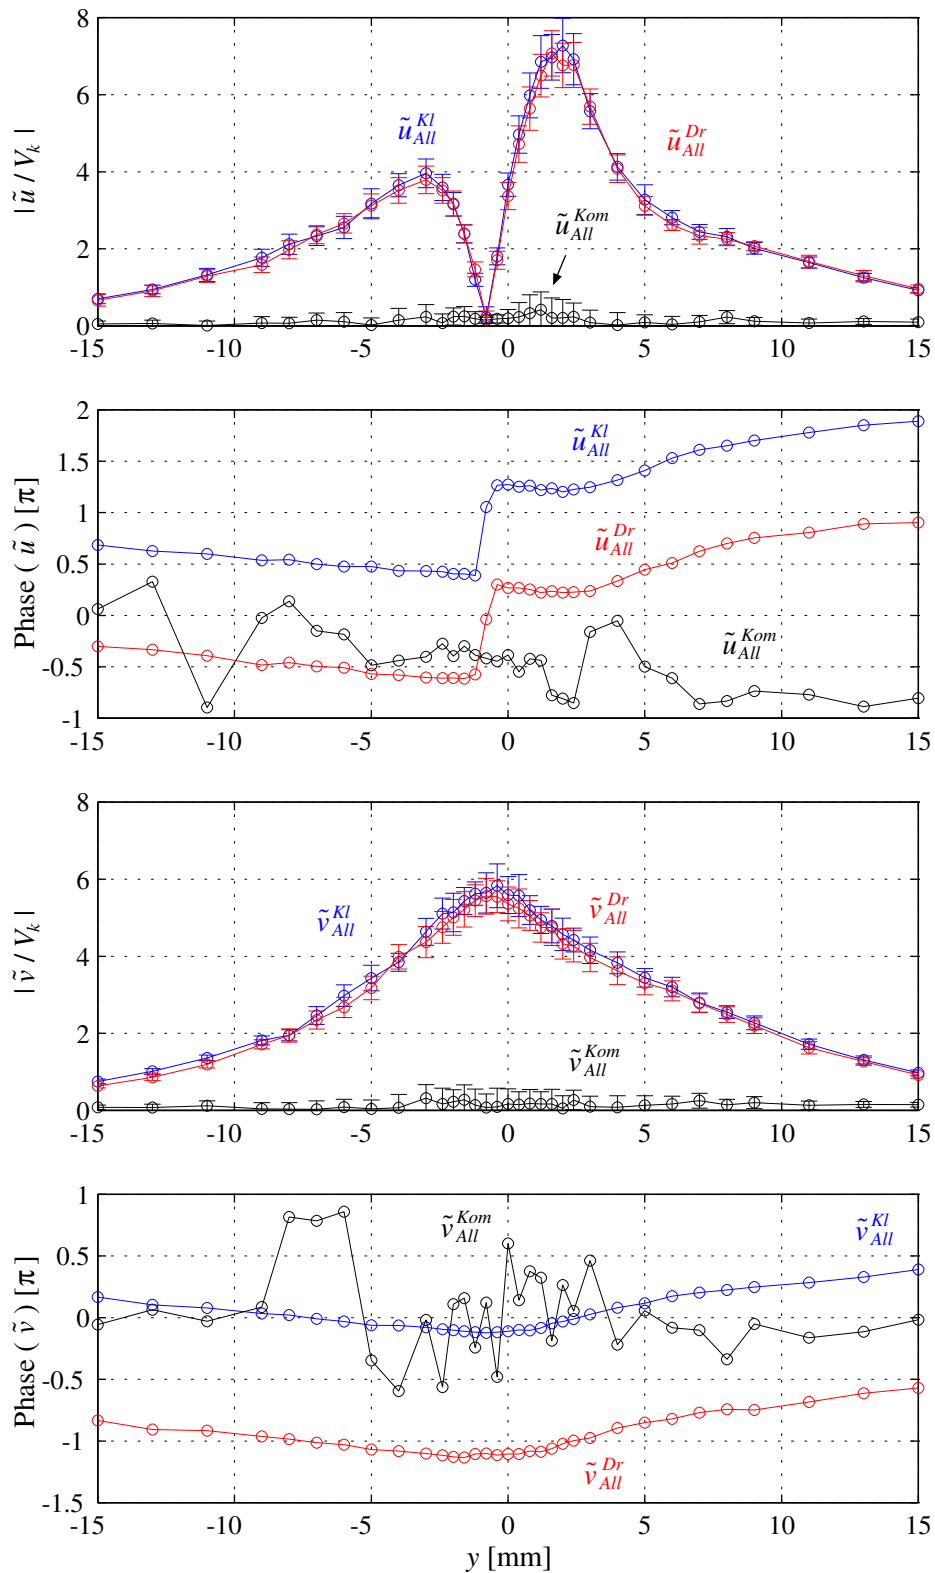 8
6
4
2
0
| ũ / V_k |
ũ_All^Kl
ũ_All^Dr
ũ_All^Kom
-15 -10 -5 0 5 10 15
2
1.5
1
0.5
0
-0.5
-1
Phase ( ũ ) [π]
ũ_All^Kl
ũ_All^Dr
ũ_All^Kom
-15 -10 -5 0 5 10 15
8
6
4
2
0
| ṽ / V_k |
ṽ_All^Kl
ṽ_All^Dr
ṽ_All^Kom
-15 -10 -5 0 5 10 15
1
0.5
0
-0.5
-1
-1.5
Phase ( ṽ ) [π]
ṽ_All^Kom
ṽ_All^Kl
ṽ_All^Dr
-15 -10 -5 0 5 10 15
y [mm]